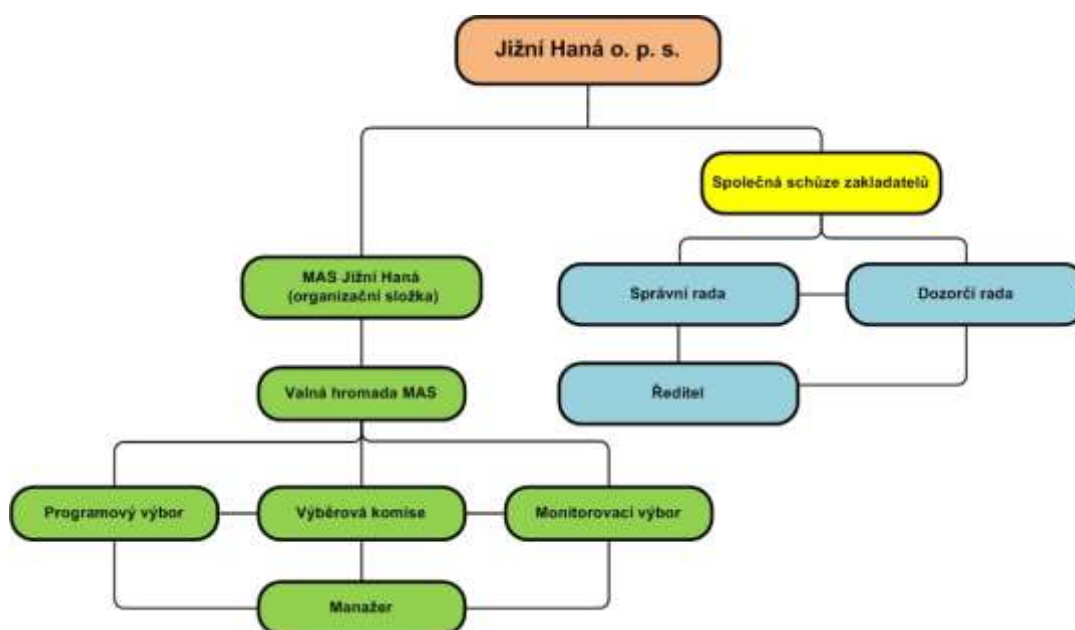 Jižní Haná o. p. s.
Společná schůze zakladatelů
MAS Jižní Haná
(organizační složka)
Správní rada
Dozorčí rada
Valná hromada MAS
Ředitel
Programový výbor
Výběrová komise
Monitorovací výbor
Manažer